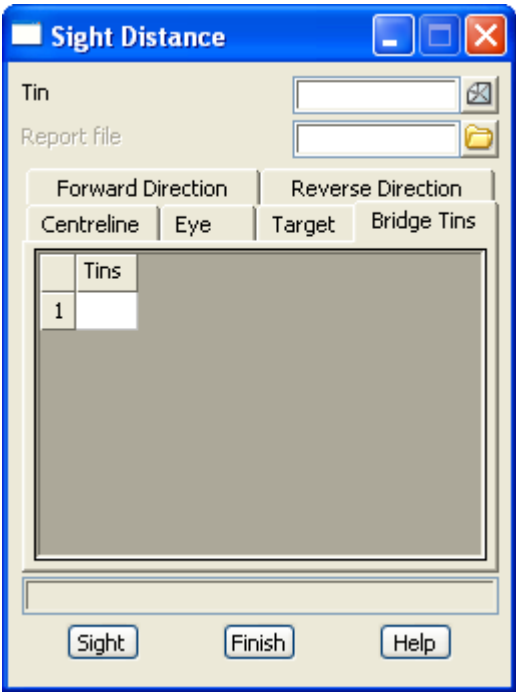 Sight Distance
Tin
Report file
Forward Direction Reverse Direction
Centreline Eye Target Bridge Tins
Tins
1
Sight Finish Help